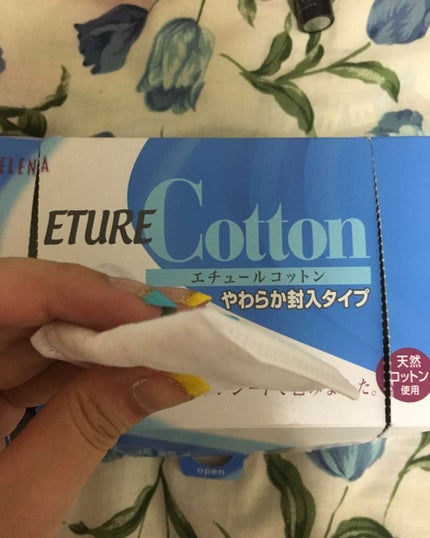 ELENA
ETURE Cotton
エチュールコットン
やわらか封入タイプ
た。
天然
コットン
使用
open